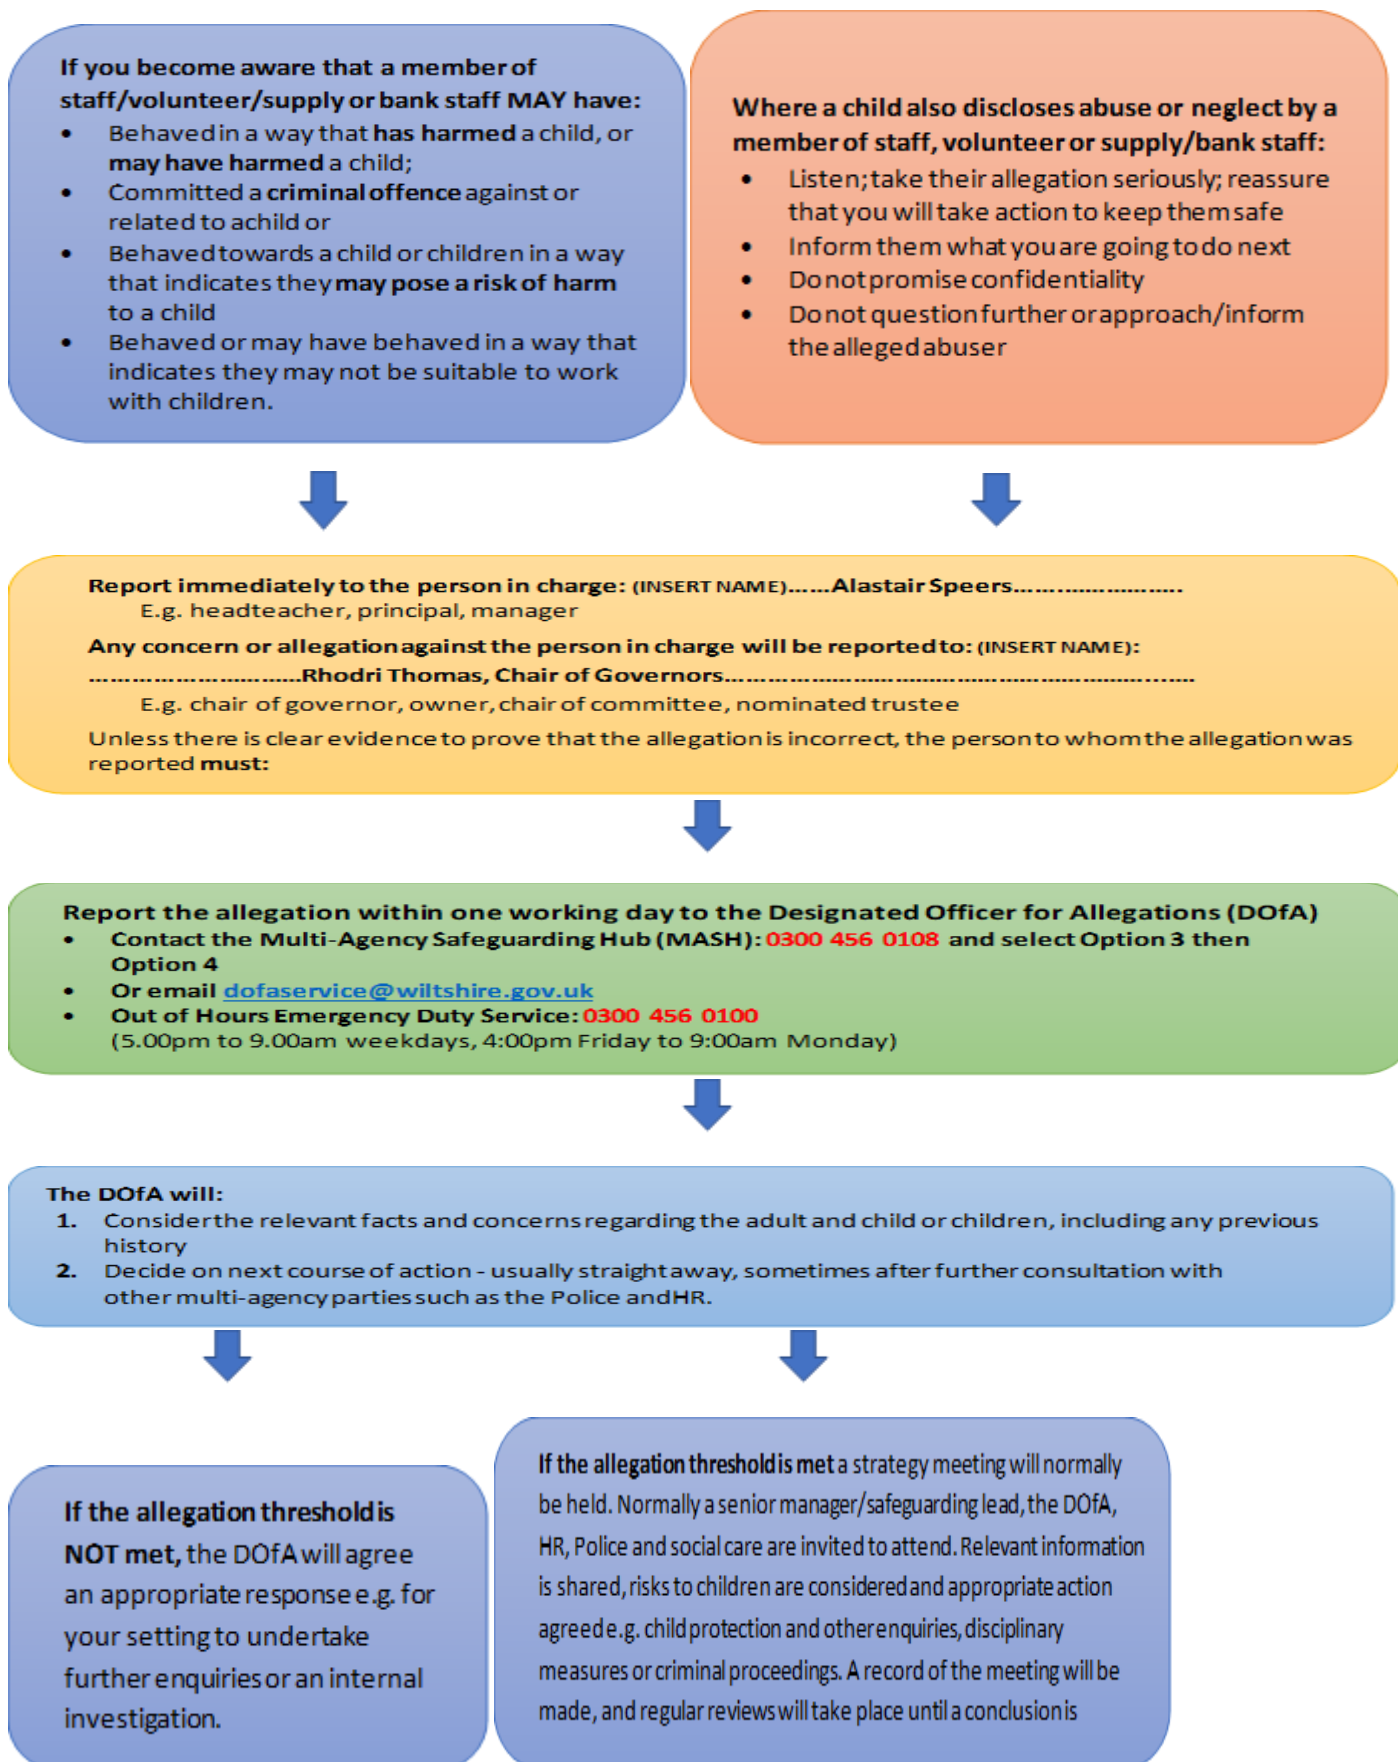 If you become aware that a member of
staff/volunteer/supply or bank staff MAY have:
• Behaved in a way that has harmed a child, or
may have harmed a child;
• Committed a criminal offence against or
related to achild or
• Behaved towards a child or children in a way
that indicates they may pose a risk of harm
to a child
• Behaved or may have behaved in a way that
indicates they may not be suitable to work
with children.
Where a child also discloses abuse or neglect by a
member of staff, volunteer or supply/bank staff:
• Listen; take their allegation seriously; reassure
that you will take action to keep them safe
• Inform them what you are going to do next
• Do not promise confidentiality
• Do not question further or approach/inform
the alleged abuser
Report immediately to the person in charge: (INSERT NAME)......Alastair Speers.........................
E.g. headteacher, principal, manager
Any concern or allegation against the person in charge will be reported to: (INSERT NAME):
..............................Rhodri Thomas, Chair of Governors..................................................................
E.g. chair of governor, owner, chair of committee, nominated trustee
Unless there is clear evidence to prove that the allegation is incorrect, the person to whom the allegation was
reported must:
Report the allegation within one working day to the Designated Officer for Allegations (DOfA)
• Contact the Multi-Agency Safeguarding Hub (MASH): 0300 456 0108 and select Option 3 then
Option 4
• Or email dofaservice@wiltshire.gov.uk
• Out of Hours Emergency Duty Service: 0300 456 0100
(5.00pm to 9.00am weekdays, 4:00pm Friday to 9:00am Monday)
The DOfA will:
1. Consider the relevant facts and concerns regarding the adult and child or children, including any previous
history
2. Decide on next course of action - usually straight away, sometimes after further consultation with
other multi-agency parties such as the Police andHR.
If the allegation threshold is
NOT met, the DOfA will agree
an appropriate response e.g. for
your setting to undertake
further enquiries or an internal
investigation.
If the allegation threshold is met a strategy meeting will normally
be held. Normally a senior manager/safeguarding lead, the DOfA,
HR, Police and social care are invited to attend. Relevant information
is shared, risks to children are considered and appropriate action
agreed e.g. child protection and other enquiries, disciplinary
measures or criminal proceedings. A record of the meeting will be
made, and regular reviews will take place until a conclusion is